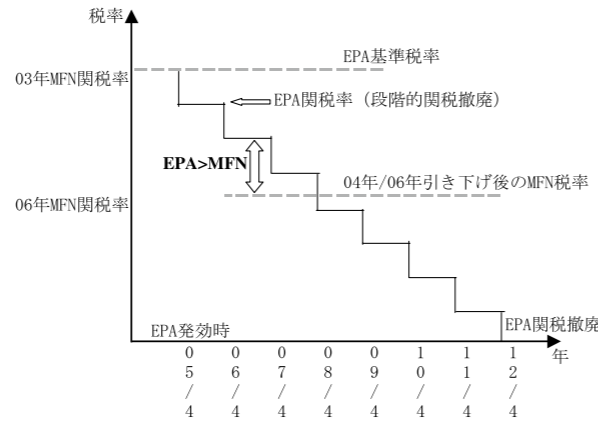 税率
EPA基準税率
03年MFN関税率
EPA関税率（段階的関税撤廃）
EPA>MFN
04年/06年引き下げ後のMFN税率
06年MFN関税率
EPA発効時
EPA関税撤廃
年
05/4
06/4
07/4
08/4
09/4
10/4
11/4
12/4